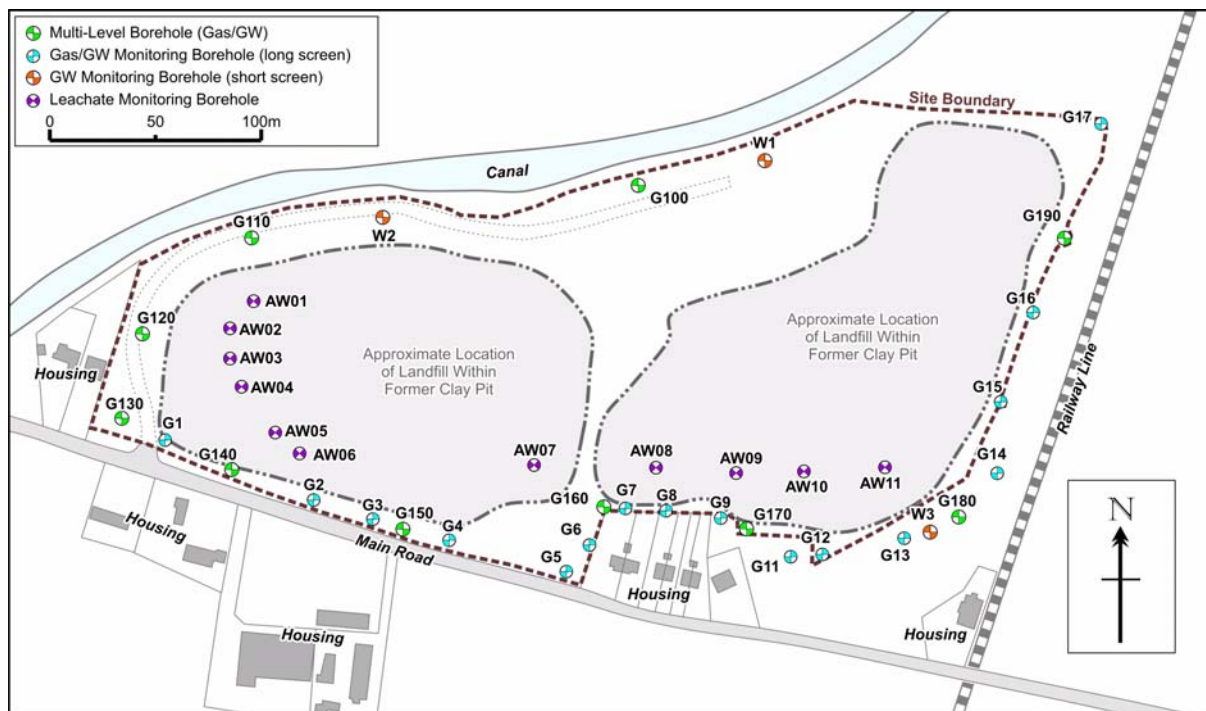 Multi-Level Borehole (Gas/GW)
Gas/GW Monitoring Borehole (long screen)
GW Monitoring Borehole (short screen)
Leachate Monitoring Borehole
0 50 100m
Site Boundary
G17
W1
Canal
G100
G110
W2
G190
AW01
G16
G120
AW02
Approximate Location
of Landfill Within
Former Clay Pit
Approximate Location
of Landfill Within
Former Clay Pit
AW03
Housing
AW04
Railway Line
G15
G130
G1
AW05
AW06
AW07
AW08
AW09
AW10
AW11
G14
G140
G2
G160
G7
G8
G9
G170
W3
G180
G3
G150
G4
Main Road
G6
G5
G11
G12
G13
Housing
Housing
Housing
Housing
N